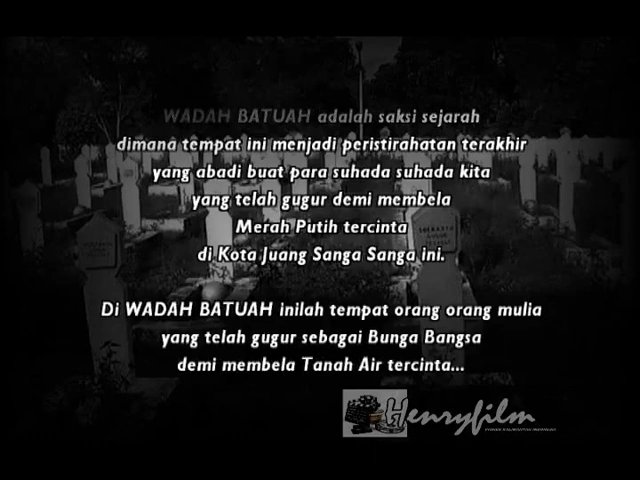 WADAH BATUAH adalah saksi sejarah
dimana tempat ini menjadi peristirahatan terakhir
yang abadi buat para suhada suhada kita
yang telah gugur demi membela
Merah Putih tercinta
di Kota Juang Sanga Sanga ini.
Di WADAH BATUAH inilah tempat orang orang mulia
yang telah gugur sebagai Bunga Bangsa
demi membela Tanah Air tercinta...
Henryfilm